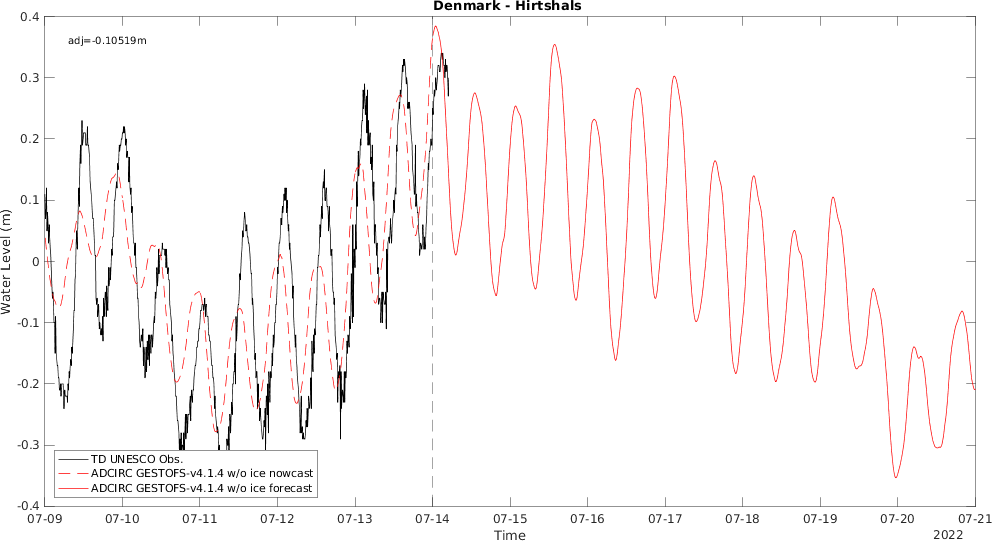 Denmark - Hirtshals
adj=-0.10519m
0.4
0.3
0.2
0.1
0
-0.1
-0.2
-0.3
-0.4
Water Level (m)
TD UNESCO Obs.
ADCIRC GESTOFS-v4.1.4 w/o ice nowcast
ADCIRC GESTOFS-v4.1.4 w/o ice forecast
07-09 07-10 07-11 07-12 07-13 07-14 07-15 07-16 07-17 07-18 07-19 07-20 07-21
Time
2022